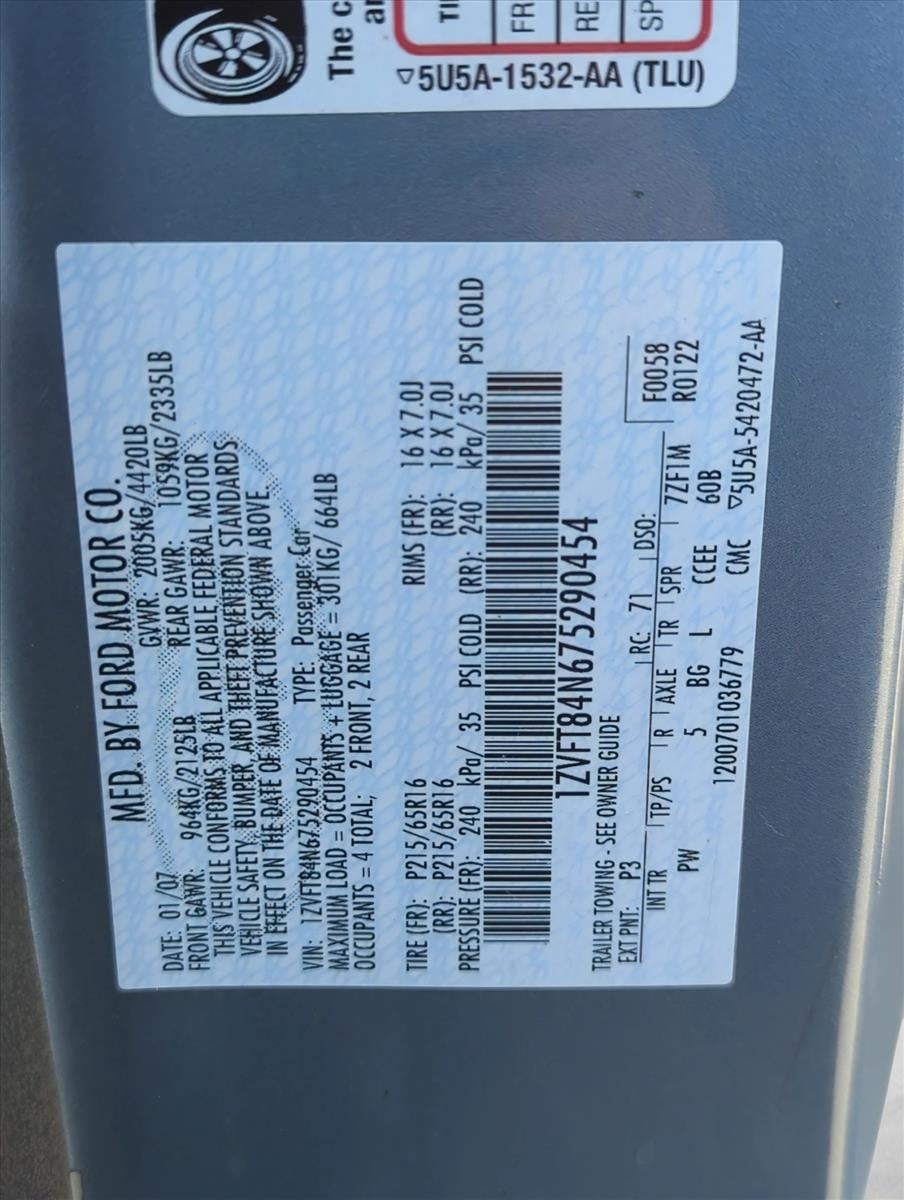 The c
TI
FR
RE
SP
▽5U5A-1532-AA (TLU)
MFD. BY FORD MOTOR CO.
DATE: 01/07 GVWR: 2005KG/4420LB
FRONT GAWR: 964KG/2125LB REAR GAWR: 1059KG/2335LB
THIS VEHICLE CONFORMS TO ALL APPLICABLE FEDERAL MOTOR
VEHICLE SAFETY, BUMPER, AND THEFT PREVENTION STANDARDS
IN EFFECT ON THE DATE OF MANUFACTURE SHOWN ABOVE.
VIN: 1ZVFT84N675290454 TYPE: Passenger Car
MAXIMUM LOAD = OCCUPANTS + LUGGAGE = 301KG/ 664LB
OCCUPANTS = 4 TOTAL; 2 FRONT, 2 REAR
TIRE (FR): P215/65R16 RIMS (FR): 16 X 7.0J
(RR): P215/65R16 (RR): 16 X 7.0J
PRESSURE (FR): 240 kPa/ 35 PSI COLD (RR): 240 kPa/ 35 PSI COLD
1ZVFT84N675290454
TRAILER TOWING - SEE OWNER GUIDE
EXT PNT: P3 RC: 71 DSO: F0058
R0122
INT TR TP/PS R AXLE TR SPR 7ZF1M
PW 5 BG L CCEE 60B
1200701036779 CMC ▽5U5A-5420472-AA